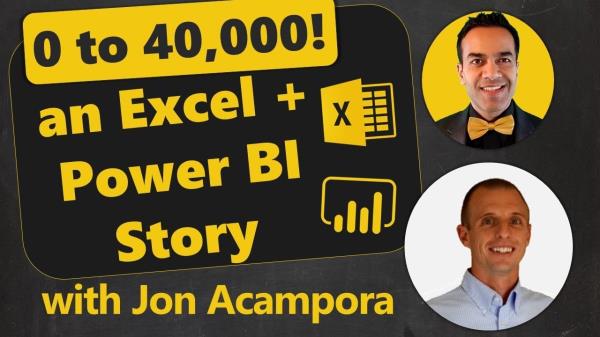 0 to 40,000!
an Excel +
Power BI
Story
with Jon Acampora
X